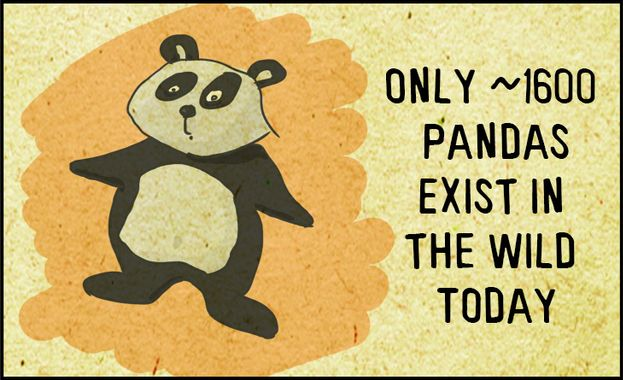 ONLY ~1600
PANDAS
EXIST IN
THE WILD
TODAY